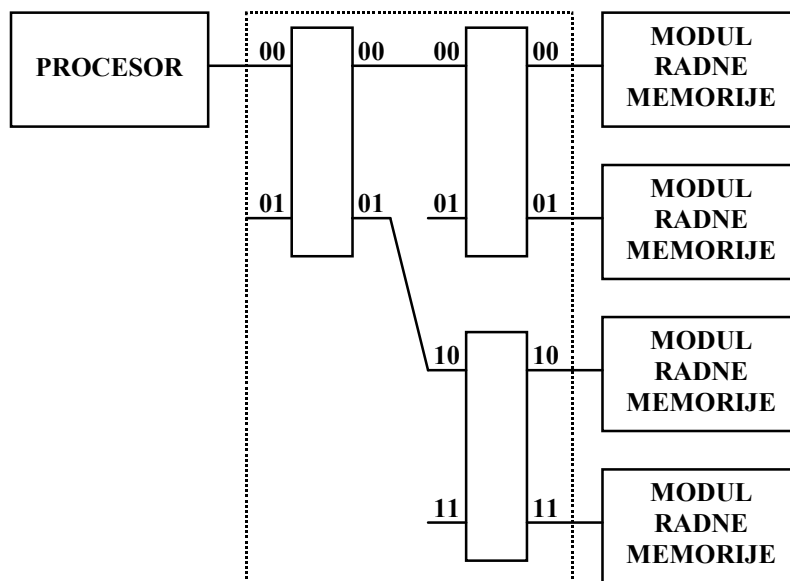 PROCESOR
00 00 00 00
MODUL
RADNE
MEMORIJE
01 01 01 01
MODUL
RADNE
MEMORIJE
10 10
MODUL
RADNE
MEMORIJE
11 11
MODUL
RADNE
MEMORIJE